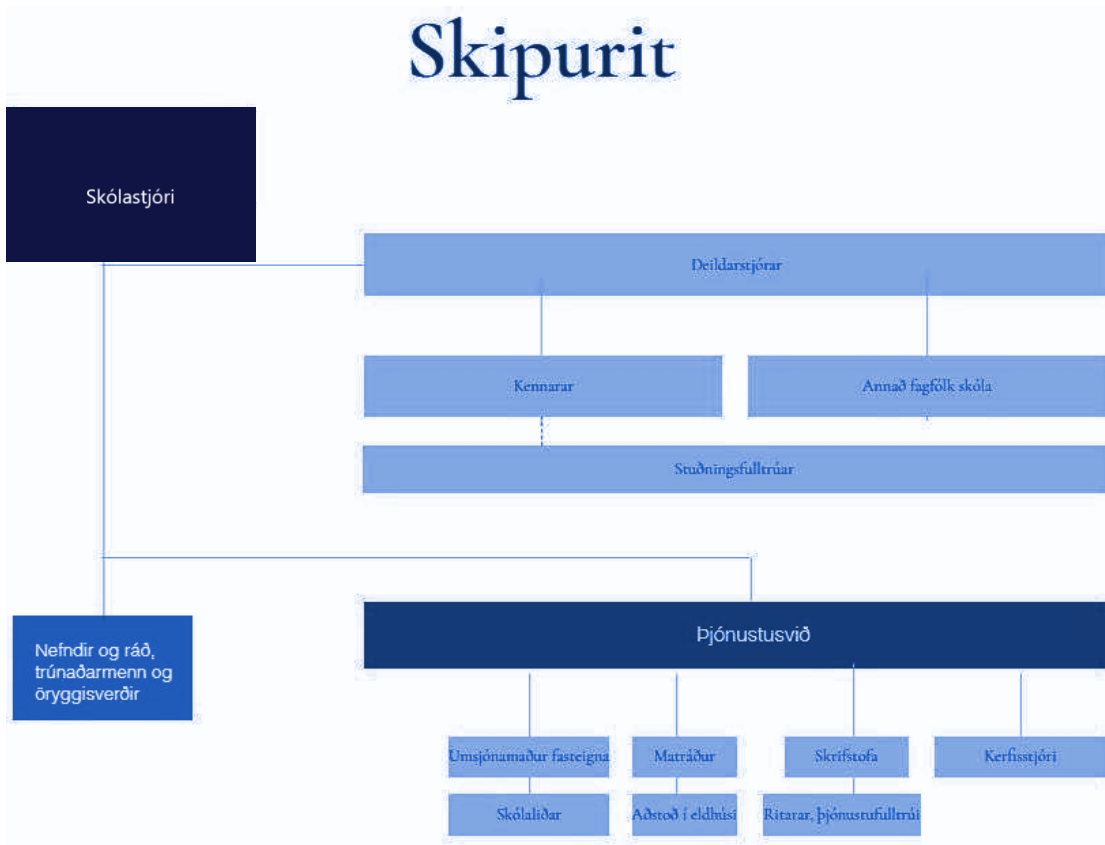 Skipurit
Skólastjóri
Deildarstjórar
Kennarar
Annað fagfólk skóla
Stuðningsfulltrúar
Nefndir og ráð,
trúnaðarmenn og
öryggisverðir
Þjónustusvið
Umsjónamaður fasteigna
Matráður
Skrifstofa
Kerfisstjóri
Skólaliðar
Aðstoð í eldhúsi
Ritarar, þjónustufulltrúi